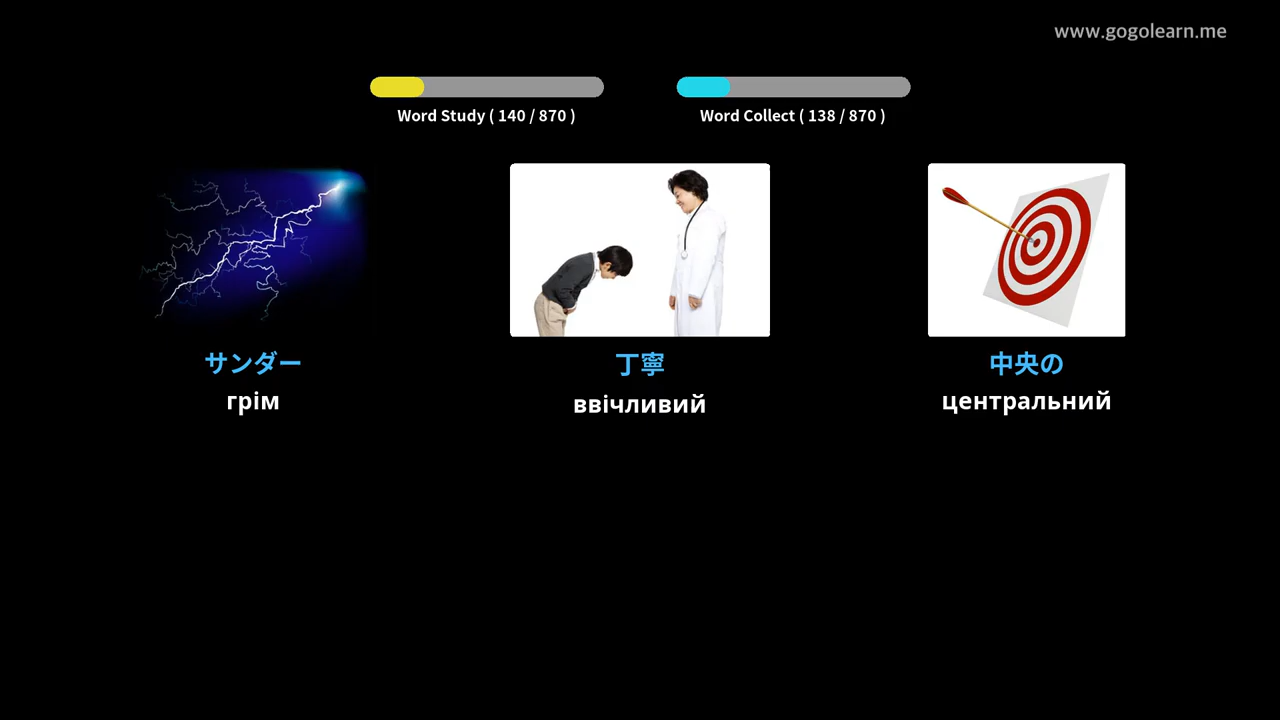 www.gogolearn.me
Word Study ( 140 / 870 )
Word Collect ( 138 / 870 )
サンダー
грім
丁寧
ввічливий
中央の
центральний